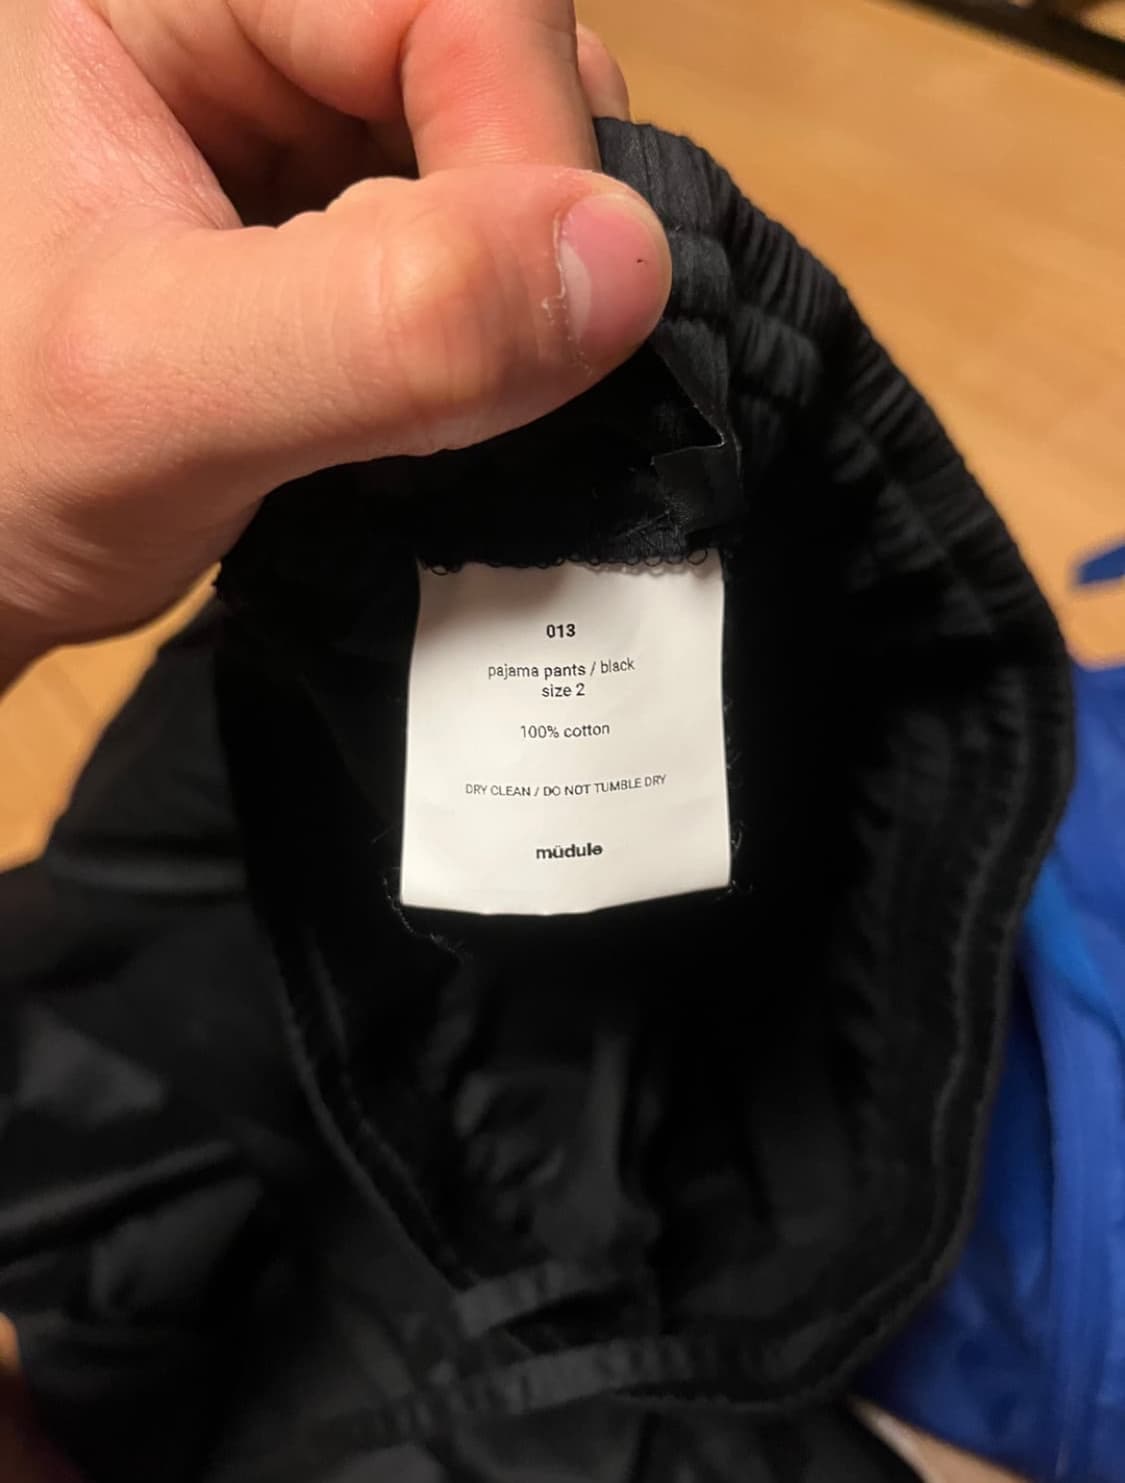 013
pajama pants / black
size 2
100% cotton
DRY CLEAN / DO NOT TUMBLE DRY
müdule